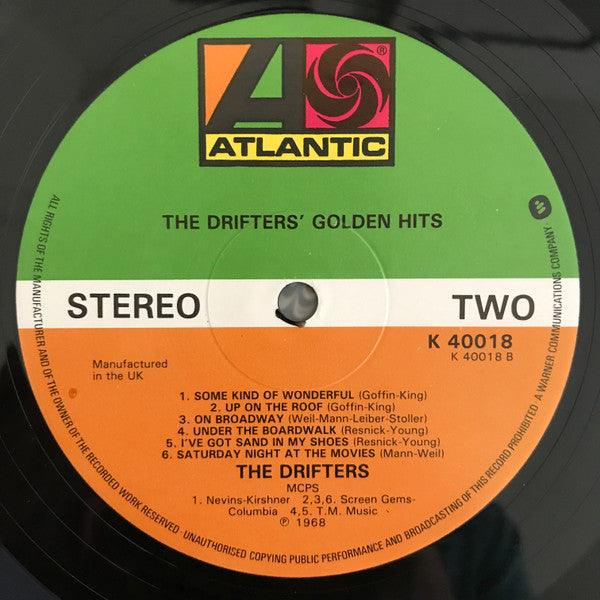 A ®
ATLANTIC
THE DRIFTERS' GOLDEN HITS
STEREO TWO
K 40018
K 40018 B
Manufactured
in the UK
1. SOME KIND OF WONDERFUL (Goffin-King)
2. UP ON THE ROOF (Goffin-King)
3. ON BROADWAY (Weil-Mann-Leiber-Stoller)
4. UNDER THE BOARDWALK (Resnick-Young)
5. I'VE GOT SAND IN MY SHOES (Resnick-Young)
6. SATURDAY NIGHT AT THE MOVIES (Mann-Weil)
THE DRIFTERS
MCPS
1. Nevins-Kirshner 2,3,6. Screen Gems-
Columbia 4,5. T.M. Music
℗ 1968
ALL RIGHTS OF THE MANUFACTURER AND OF THE OWNER OF THE RECORDED WORK RESERVED UNAUTHORISED COPYING PUBLIC PERFORMANCE AND BROADCASTING OF THIS RECORD PROHIBITED A WARNER COMMUNICATIONS COMPANY